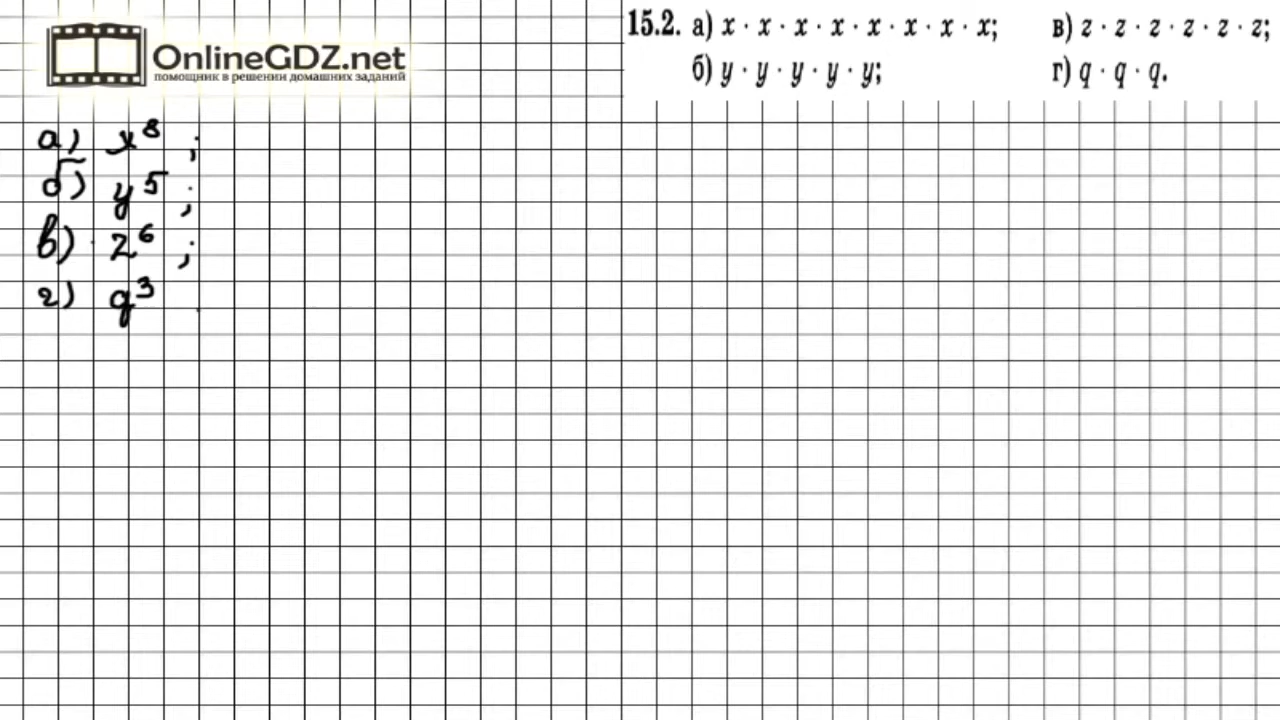 OnlineGDZ.net
помощник в решении домашних заданий
15.2. а) x · x · x · x · x · x · x · x; в) z · z · z · z · z · z;
б) y · y · y · y · y; г) q · q · q.
а) x⁸ ;
б) y⁵ ;
в) z⁶ ;
г) q³ .